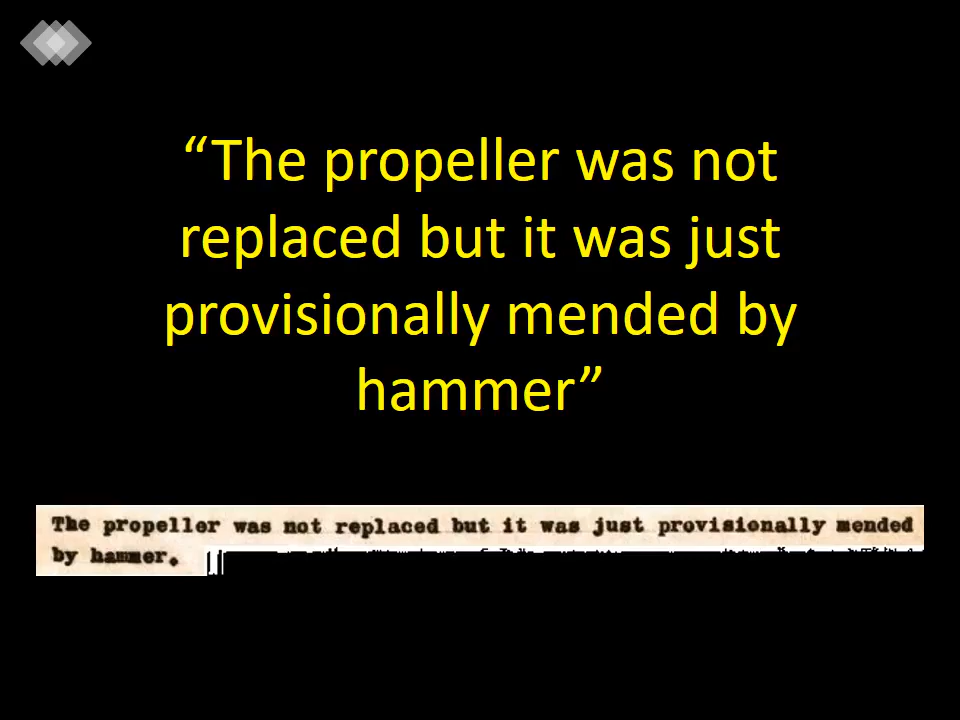 “The propeller was not
replaced but it was just
provisionally mended by
hammer”
The propeller was not replaced but it was just provisionally mended
by hammer.